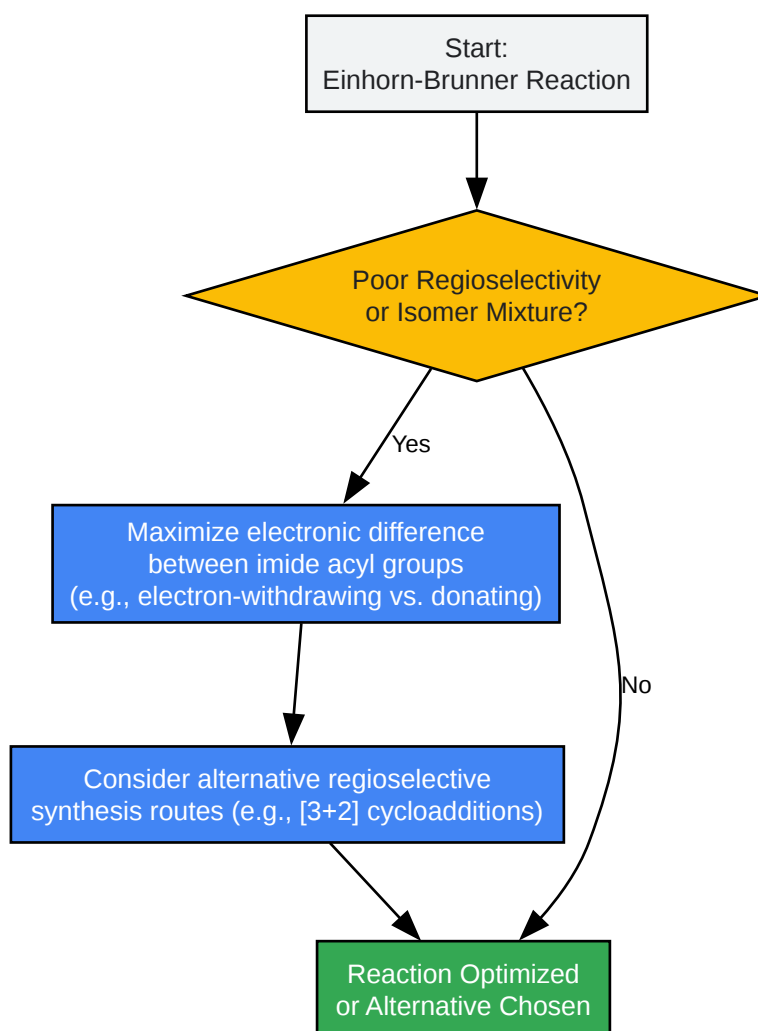 Start:
Einhorn-Brunner Reaction
Poor Regioselectivity
or Isomer Mixture?
Yes
Maximize electronic difference
between imide acyl groups
(e.g., electron-withdrawing vs. donating)
No
Consider alternative regioselective
synthesis routes (e.g., [3+2] cycloadditions)
Reaction Optimized
or Alternative Chosen